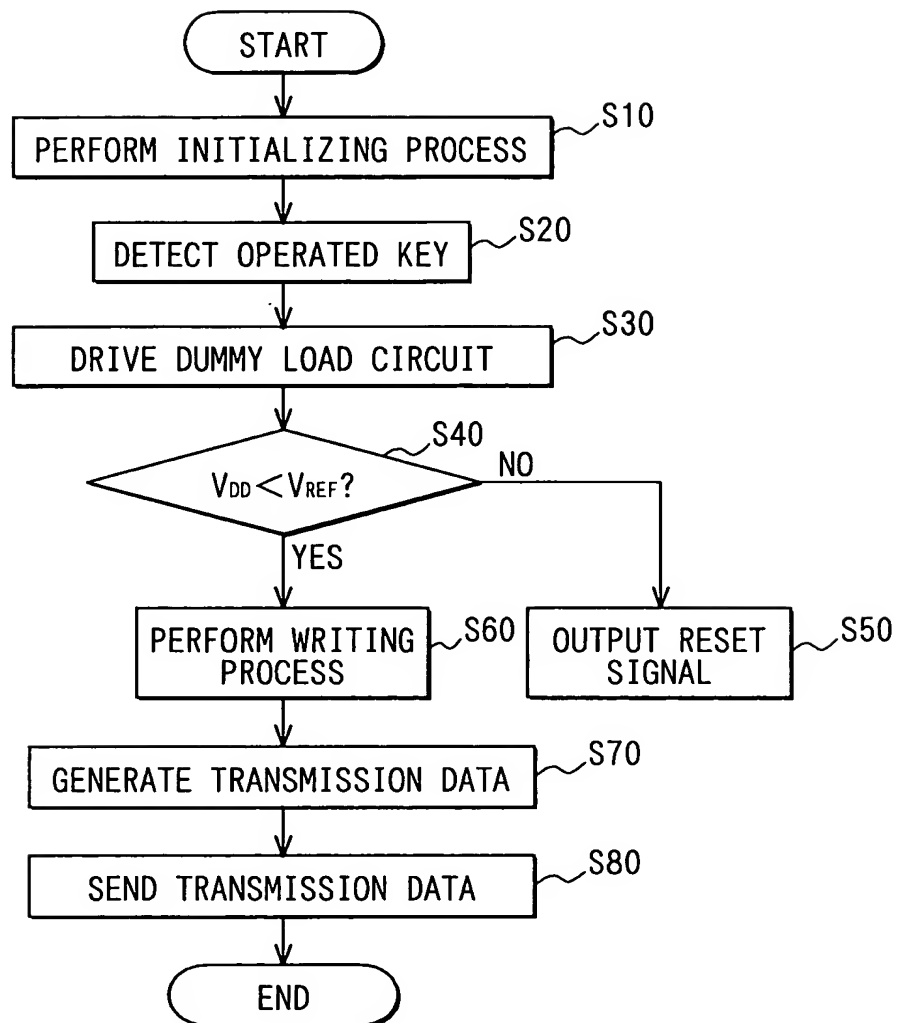 START
PERFORM INITIALIZING PROCESS
S10
DETECT OPERATED KEY
S20
DRIVE DUMMY LOAD CIRCUIT
S30
S40
VDD<VREF?
NO
YES
PERFORM WRITING
PROCESS
S60
OUTPUT RESET
SIGNAL
S50
GENERATE TRANSMISSION DATA
S70
SEND TRANSMISSION DATA
S80
END